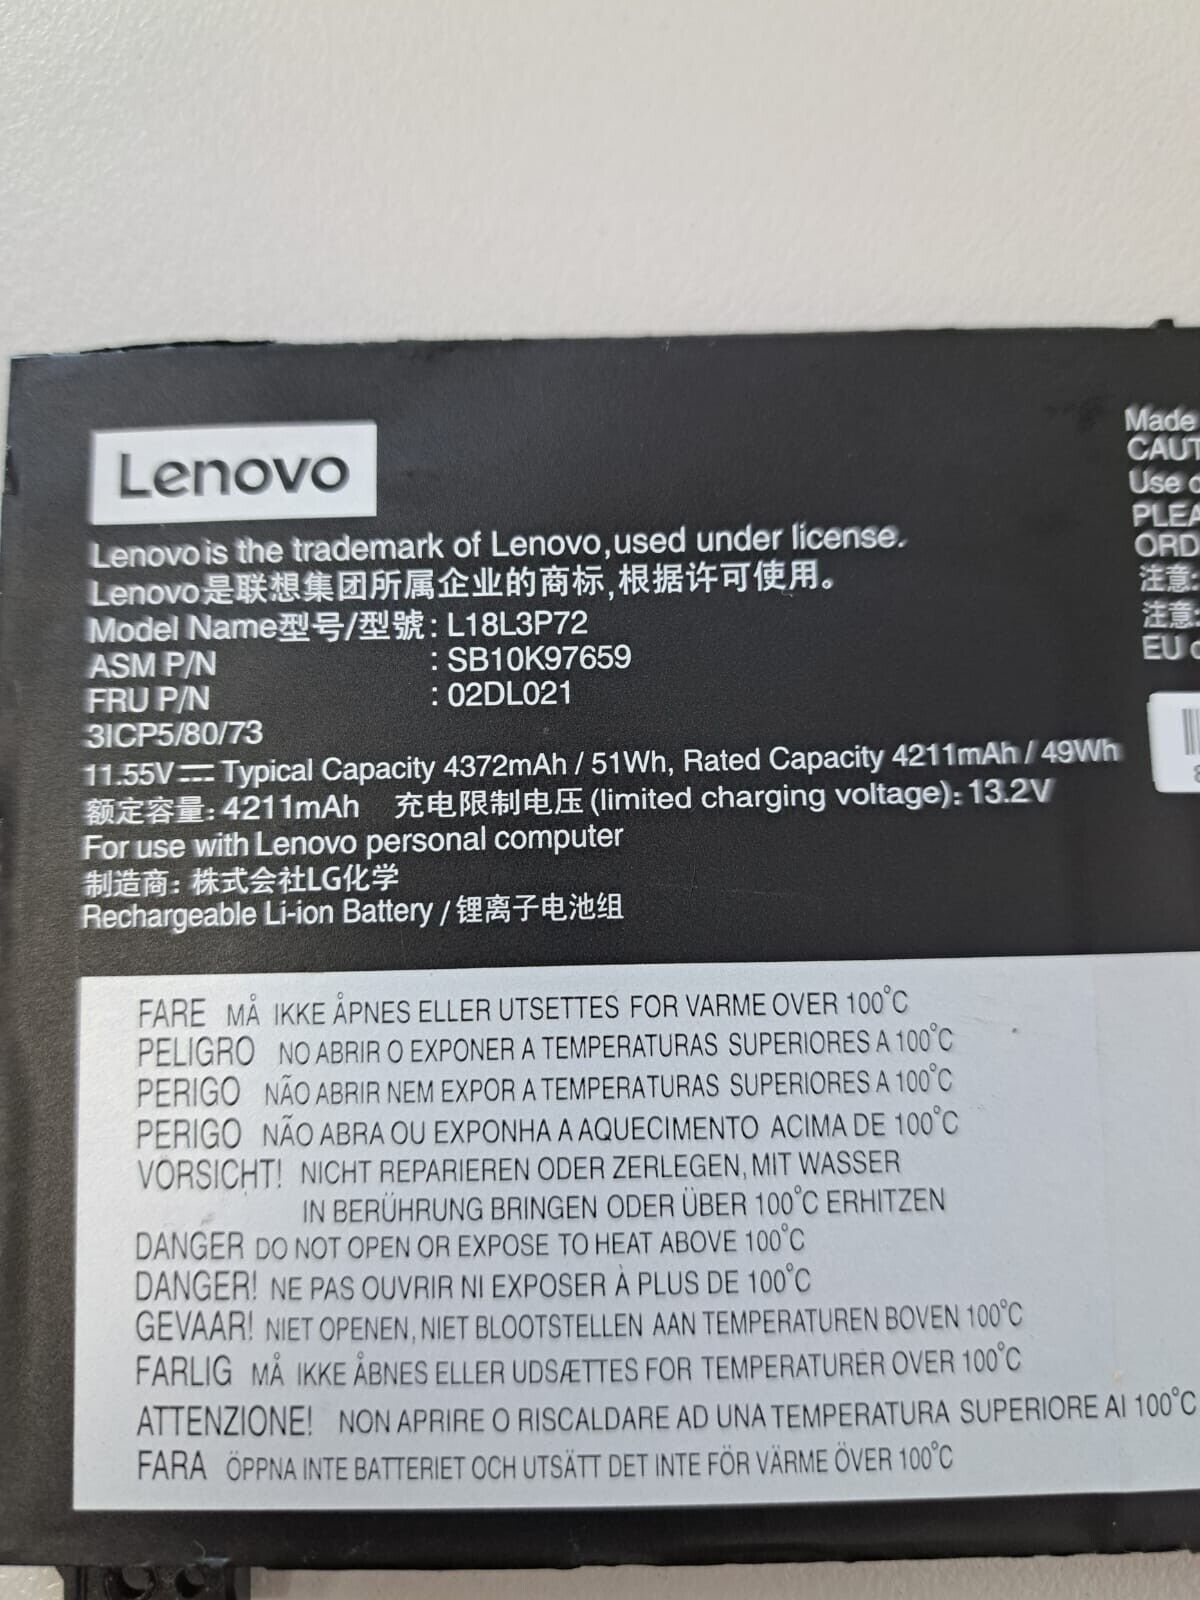 Lenovo
Lenovo is the trademark of Lenovo,used under license.
Lenovo是联想集团所属企业的商标,根据许可使用。
Model Name型号/型號: L18L3P72
ASM P/N : SB10K97659
FRU P/N : 02DL021
3ICP5/80/73
11.55V⎓ Typical Capacity 4372mAh / 51Wh, Rated Capacity 4211mAh / 49Wh
额定容量: 4211mAh 充电限制电压 (limited charging voltage): 13.2V
For use with Lenovo personal computer
制造商: 株式会社LG化学
Rechargeable Li-ion Battery / 锂离子电池组
Made
Use
注意:
注意:
EU
FARE MÅ IKKE ÅPNES ELLER UTSETTES FOR VARME OVER 100°C
PELIGRO NO ABRIR O EXPONER A TEMPERATURAS SUPERIORES A 100°C
PERIGO NÃO ABRIR NEM EXPOR A TEMPERATURAS SUPERIORES A 100°C
PERIGO NÃO ABRA OU EXPONHA A AQUECIMENTO ACIMA DE 100°C
VORSICHT! NICHT REPARIEREN ODER ZERLEGEN, MIT WASSER
IN BERÜHRUNG BRINGEN ODER ÜBER 100°C ERHITZEN
DANGER DO NOT OPEN OR EXPOSE TO HEAT ABOVE 100°C
DANGER! NE PAS OUVRIR NI EXPOSER À PLUS DE 100°C
GEVAAR! NIET OPENEN, NIET BLOOTSTELLEN AAN TEMPERATUREN BOVEN 100°C
FARLIG MÅ IKKE ÅBNES ELLER UDSÆTTES FOR TEMPERATURER OVER 100°C
ATTENZIONE! NON APRIRE O RISCALDARE AD UNA TEMPERATURA SUPERIORE AI 100°C
FARA ÖPPNA INTE BATTERIET OCH UTSÄTT DET INTE FÖR VÄRME ÖVER 100°C